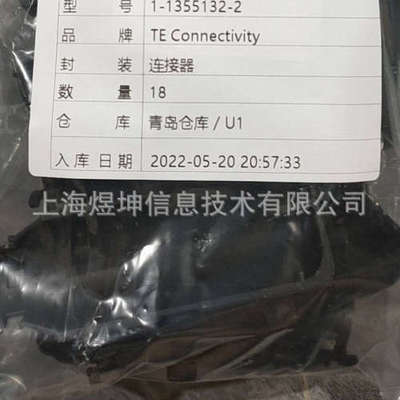 型 号 1-1355132-2
品 牌 TE Connectivity
封 装 连接器
数 量 18
仓 库 青岛仓库 / U1
入 库 日 期 2022-05-20 20:57:33
上海煜坤信息技术有限公司